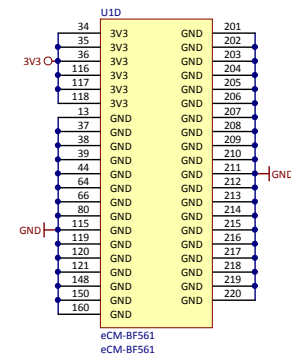 U1D
34 3V3 GND 201
35 3V3 GND 202
36 3V3 GND 203
116 3V3 GND 204
117 3V3 GND 205
118 3V3 GND 206
13 GND GND 207
37 GND GND 208
38 GND GND 209
39 GND GND 210
44 GND GND 211
64 GND GND 212
66 GND GND 213
80 GND GND 214
115 GND GND 215
119 GND GND 216
120 GND GND 217
121 GND GND 218
148 GND GND 219
150 GND GND 220
160 GND
3V3
GND
GND
eCM-BF561
eCM-BF561